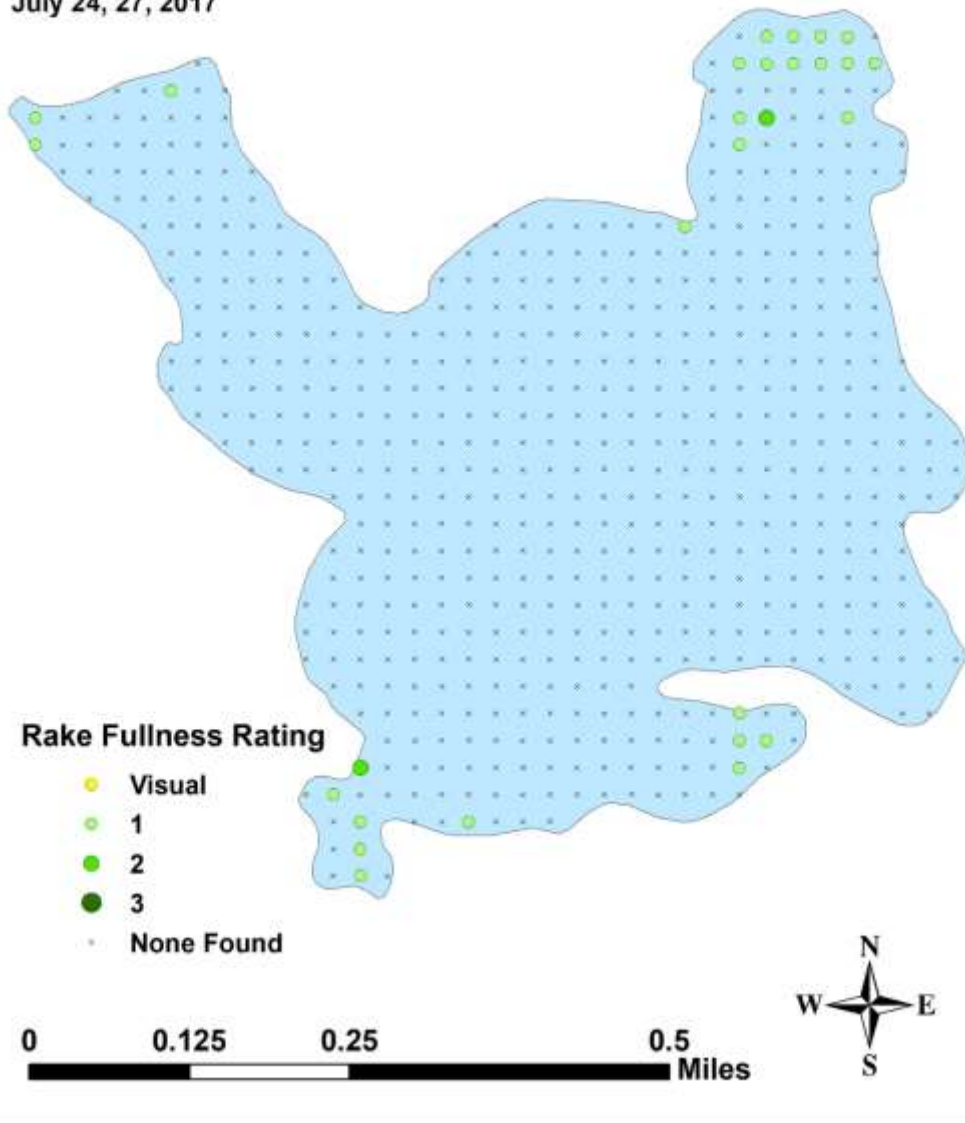 July 24, 27, 2017
Rake Fullness Rating
Visual
1
2
3
None Found
N
W E
S
0 0.125 0.25 0.5
Miles